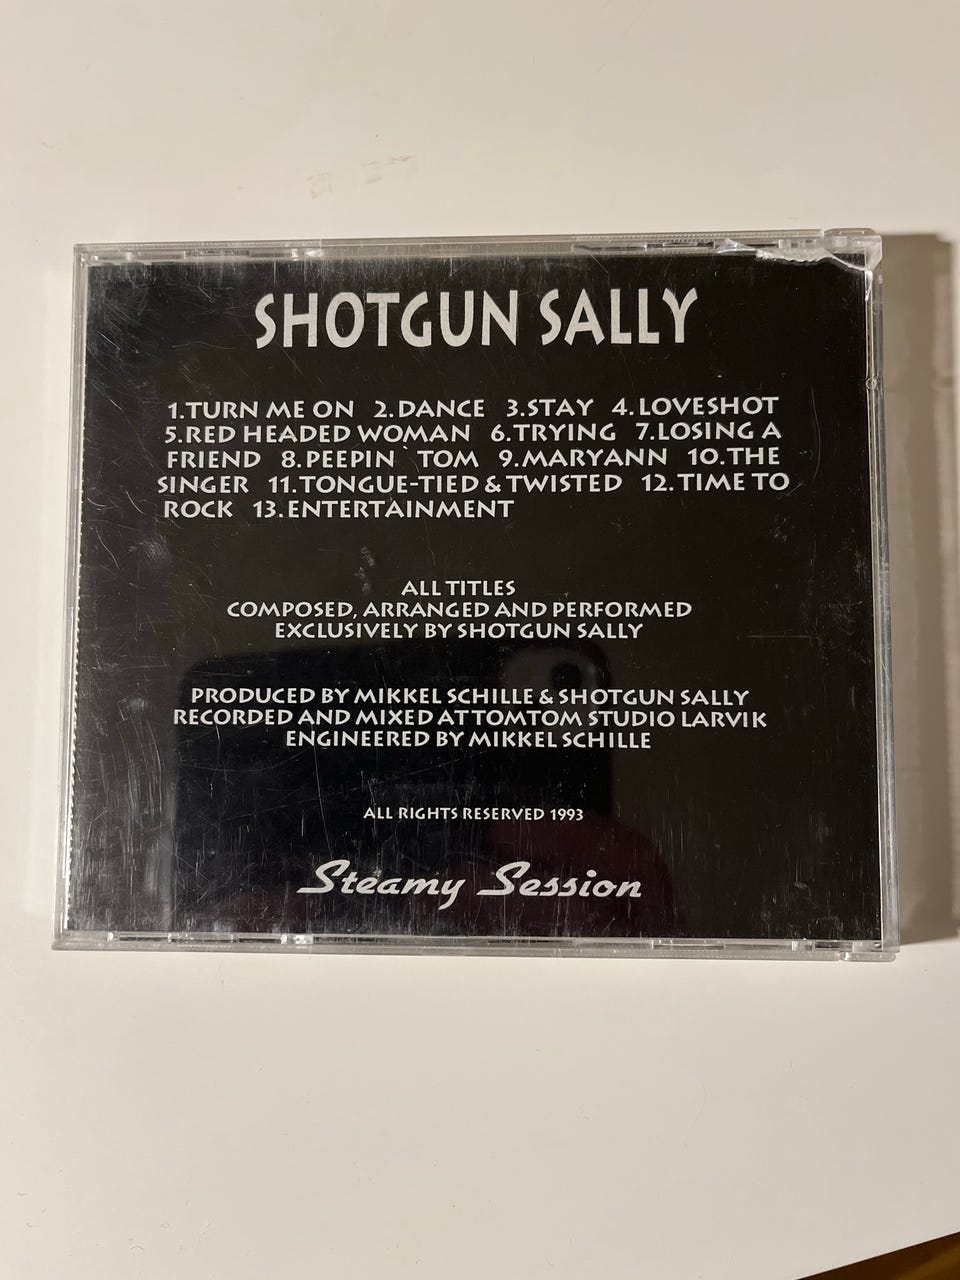 SHOTGUN SALLY
1.TURN ME ON 2.DANCE 3.STAY 4.LOVESHOT
5.RED HEADED WOMAN 6.TRYING 7.LOSING A
FRIEND 8.PEEPIN` TOM 9.MARYANN 10.THE
SINGER 11.TONGUE-TIED & TWISTED 12.TIME TO
ROCK 13.ENTERTAINMENT
ALL TITLES
COMPOSED, ARRANGED AND PERFORMED
EXCLUSIVELY BY SHOTGUN SALLY
PRODUCED BY MIKKEL SCHILLE & SHOTGUN SALLY
RECORDED AND MIXED AT TOMTOM STUDIO LARVIK
ENGINEERED BY MIKKEL SCHILLE
ALL RIGHTS RESERVED 1993
Steamy Session